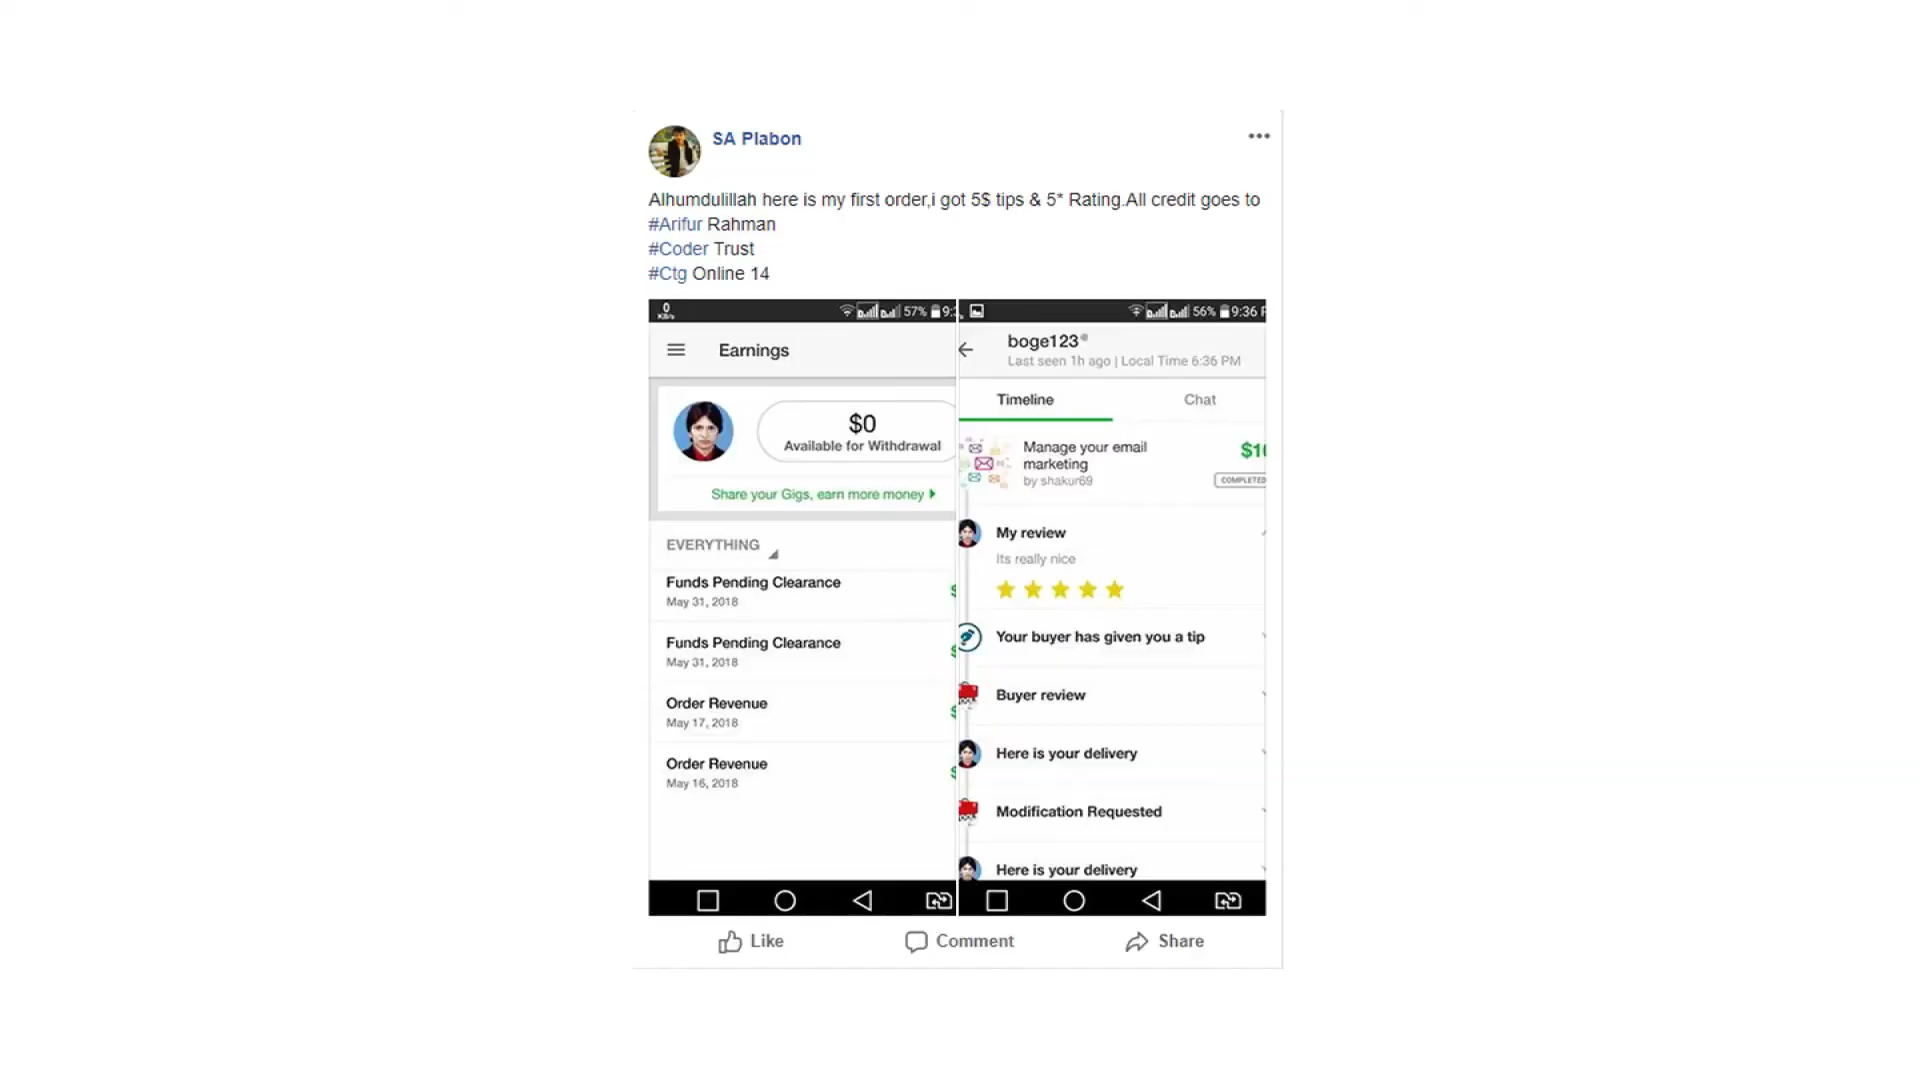 SA Plabon
Alhumdulillah here is my first order,i got 5$ tips & 5* Rating.All credit goes to
#Arifur Rahman
#Coder Trust
#Ctg Online 14
0
KB/s
57%
Earnings
$0
Available for Withdrawal
Share your Gigs, earn more money
EVERYTHING
Funds Pending Clearance
May 31, 2018
Funds Pending Clearance
May 31, 2018
Order Revenue
May 17, 2018
Order Revenue
May 16, 2018
56% 9:36
boge123
Last seen 1h ago | Local Time 6:36 PM
Timeline Chat
Manage your email
marketing
by shakur69
COMPLETED
My review
Its really nice
Your buyer has given you a tip
Buyer review
Here is your delivery
Modification Requested
Here is your delivery
Like Comment Share